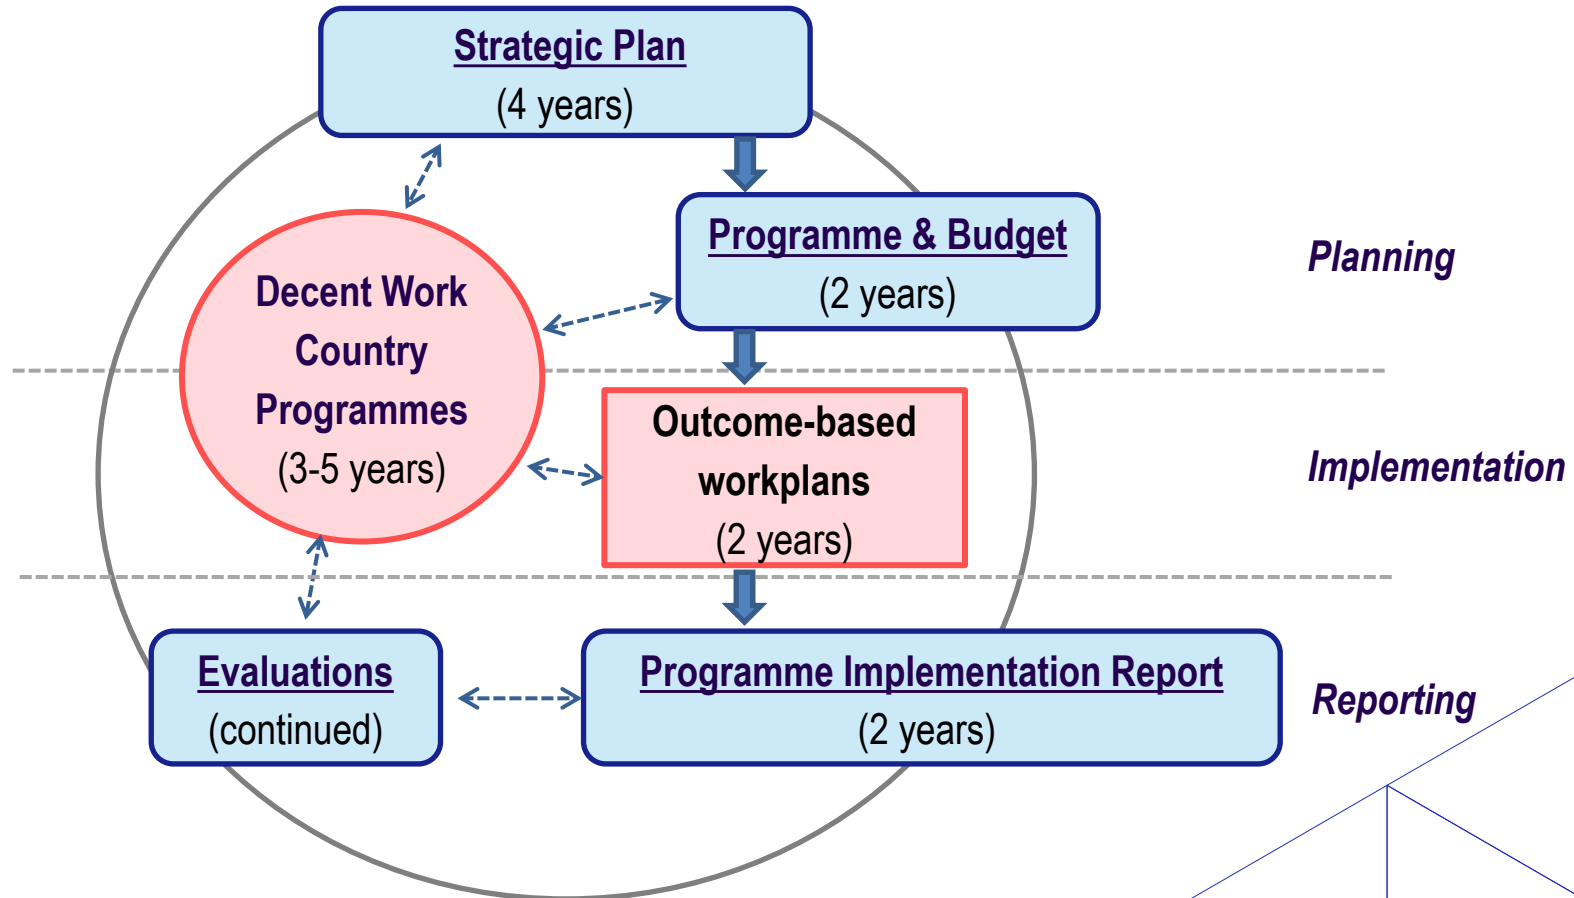 Strategic Plan
(4 years)
Programme & Budget
(2 years)
Planning
Decent Work
Country
Programmes
(3-5 years)
Outcome-based
workplans
(2 years)
Implementation
Evaluations
(continued)
Programme Implementation Report
(2 years)
Reporting